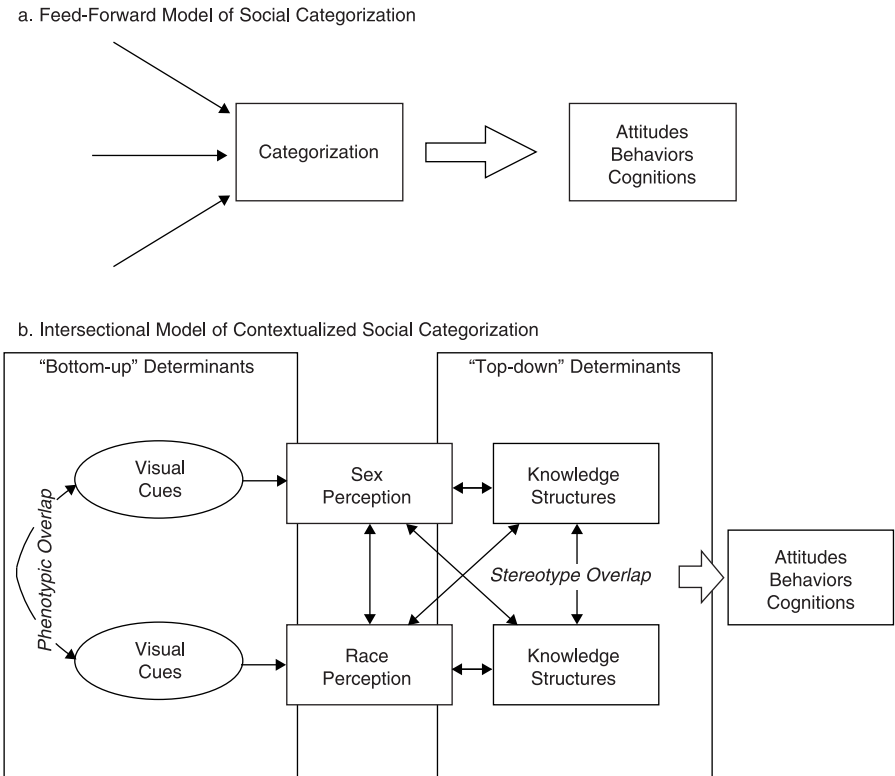 a. Feed-Forward Model of Social Categorization
Categorization
Attitudes
Behaviors
Cognitions
b. Intersectional Model of Contextualized Social Categorization
“Bottom-up” Determinants
“Top-down” Determinants
Visual
Cues
Sex
Perception
Knowledge
Structures
Phenotypic Overlap
Stereotype Overlap
Attitudes
Behaviors
Cognitions
Visual
Cues
Race
Perception
Knowledge
Structures